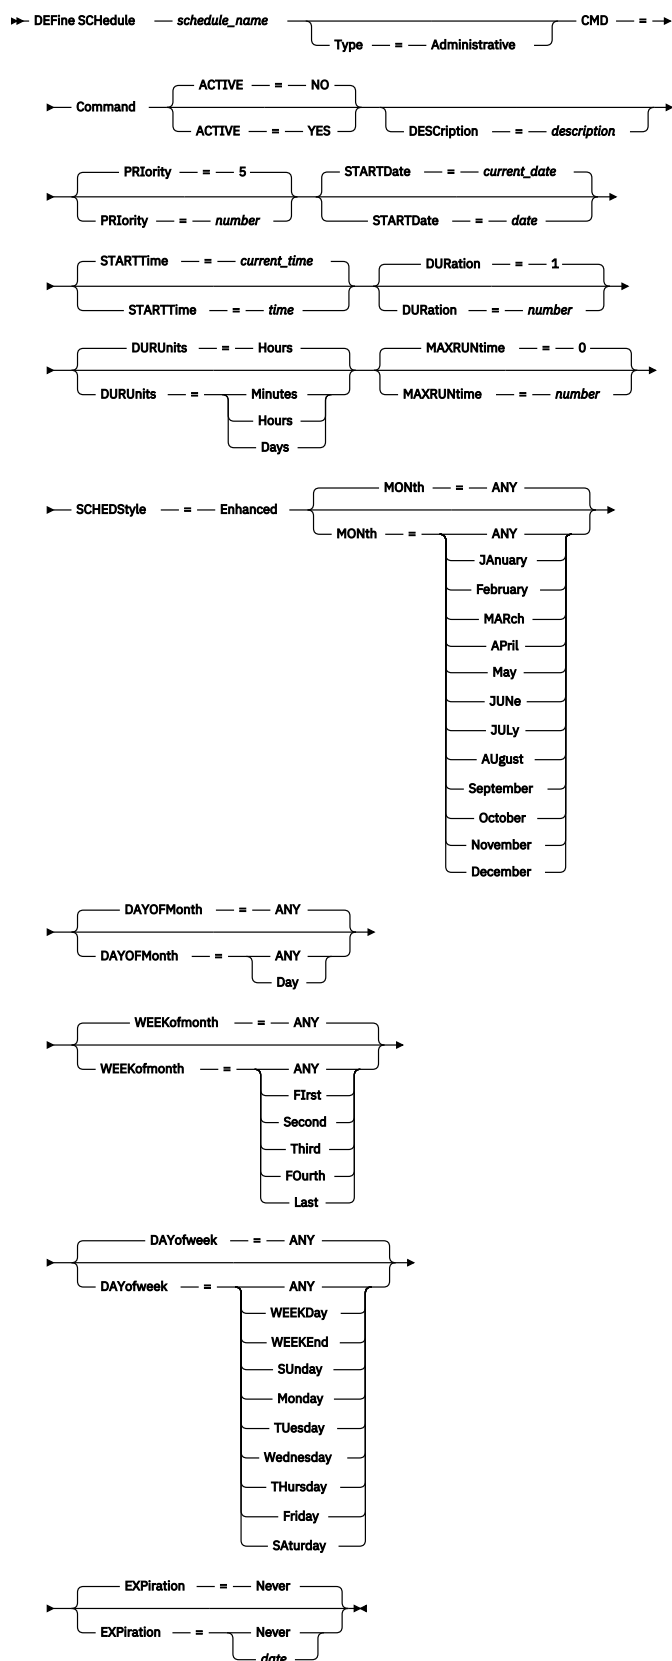 DEFine SCHedule schedule_name CMD =
Type = Administrative
ACTIVE = NO
Command
ACTIVE = YES
DESCription = description
PRIority = 5
PRIority = number
STARTDate = current_date
STARTDate = date
STARTTime = current_time
STARTTime = time
DURation = 1
DURation = number
DURUnits = Hours
DURUnits = Minutes
Hours
Days
MAXRUNtime = 0
MAXRUNtime = number
MONth = ANY
SCHEDStyle = Enhanced
MONth = ANY
JAnuary
February
MARch
APril
May
JUNe
JULy
AUgust
September
October
November
December
DAYOFMonth = ANY
DAYOFMonth = ANY
Day
WEEKofmonth = ANY
WEEKofmonth = ANY
FIrst
Second
Third
FOurth
Last
DAYofweek = ANY
DAYofweek = ANY
WEEKDay
WEEKEnd
SUnday
Monday
TUesday
Wednesday
THursday
Friday
SAturday
EXPiration = Never
EXPiration = Never
date